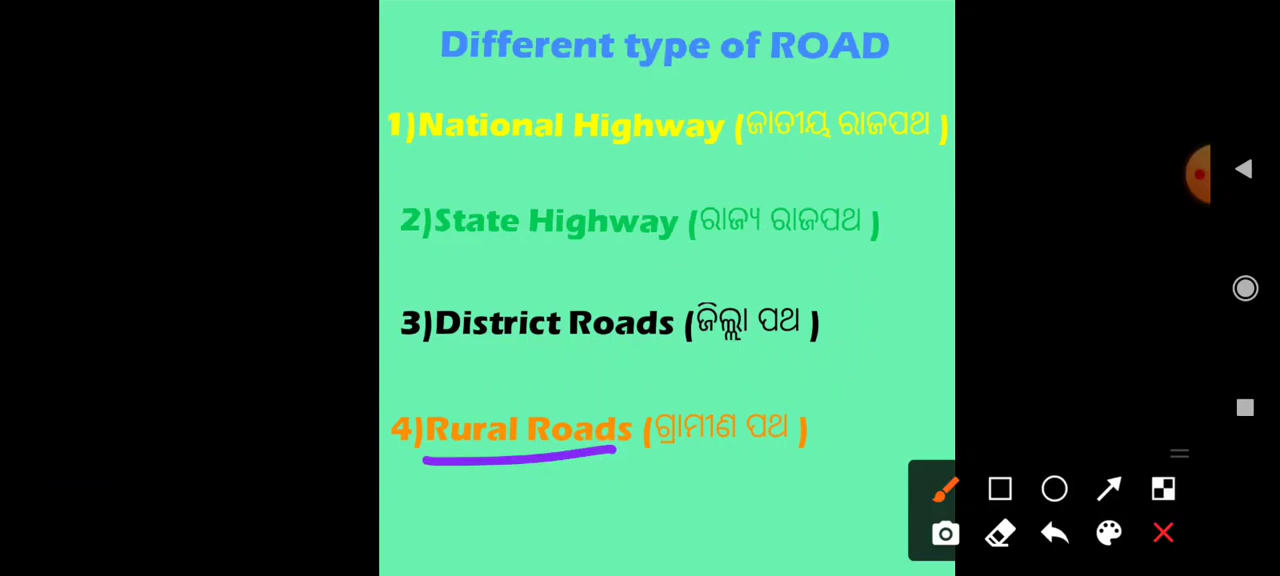 Different type of ROAD
1)National Highway (ଜାତୀୟ ରାଜପଥ )
2)State Highway (ରାଜ୍ୟ ରାଜପଥ )
3)District Roads (ଜିଲ୍ଲା ପଥ )
4)Rural Roads (ଗ୍ରାମୀଣ ପଥ )